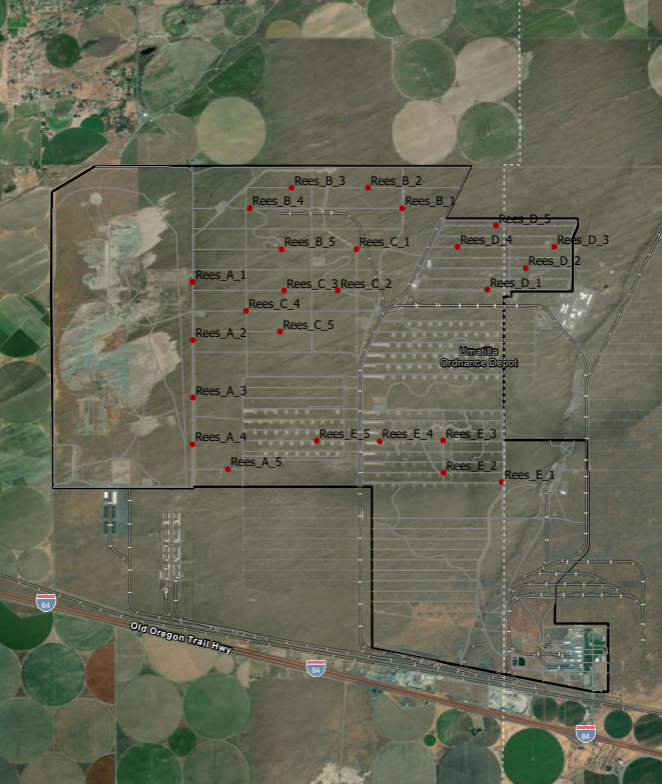 Rees_B_3
Rees_B_2
Rees_B_4
Rees_B_1
Rees_D_5
Rees_B_5
Rees_C_1
Rees_D_4
Rees_D_3
Rees_D_2
Rees_A_1
Rees_C_3
Rees_C_2
Rees_D_1
Rees_C_4
Rees_C_5
Rees_A_2
Umatilla
Ordnance Depot
Rees_A_3
Rees_A_4
Rees_E_5
Rees_E_4
Rees_E_3
Rees_A_5
Rees_E_2
Rees_E_1
84
Old Oregon Trail Hwy
84
84